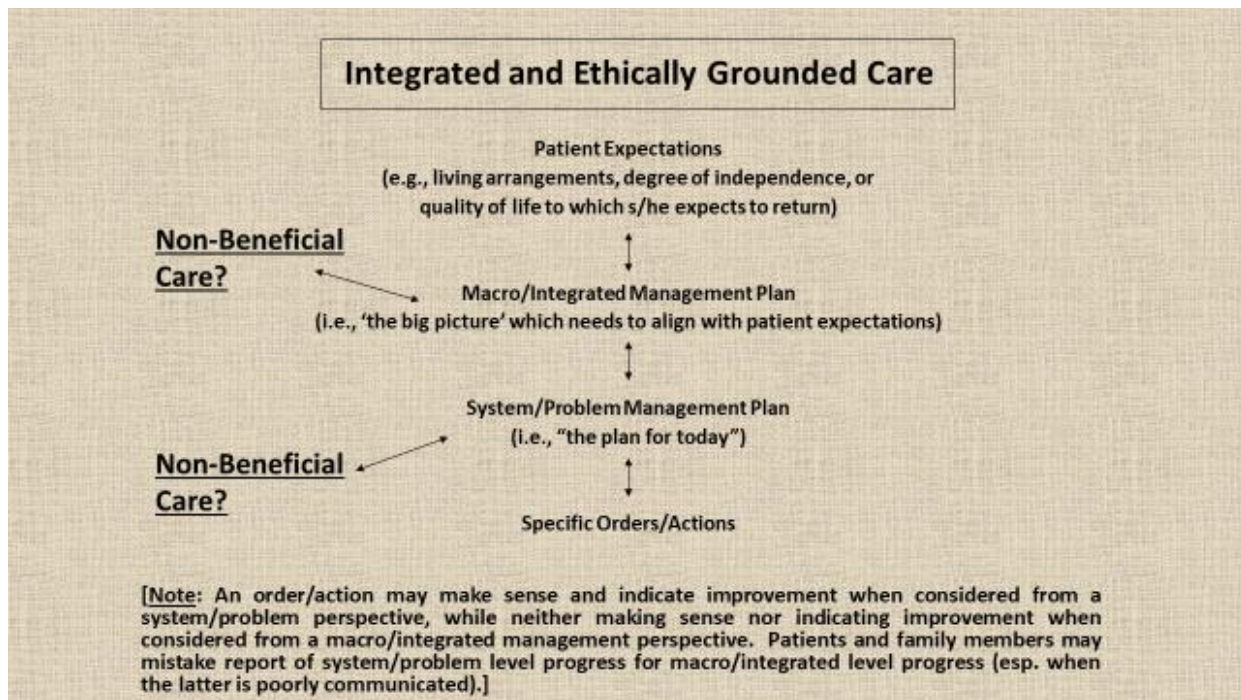 Integrated and Ethically Grounded Care
Patient Expectations
(e.g., living arrangements, degree of independence, or
quality of life to which s/he expects to return)
Non-Beneficial
Care?
Macro/Integrated Management Plan
(i.e., ‘the big picture’ which needs to align with patient expectations)
System/Problem Management Plan
(i.e., “the plan for today”)
Non-Beneficial
Care?
Specific Orders/Actions
[Note: An order/action may make sense and indicate improvement when considered from a
system/problem perspective, while neither making sense nor indicating improvement when
considered from a macro/integrated management perspective. Patients and family members may
mistake report of system/problem level progress for macro/integrated level progress (esp. when
the latter is poorly communicated).]